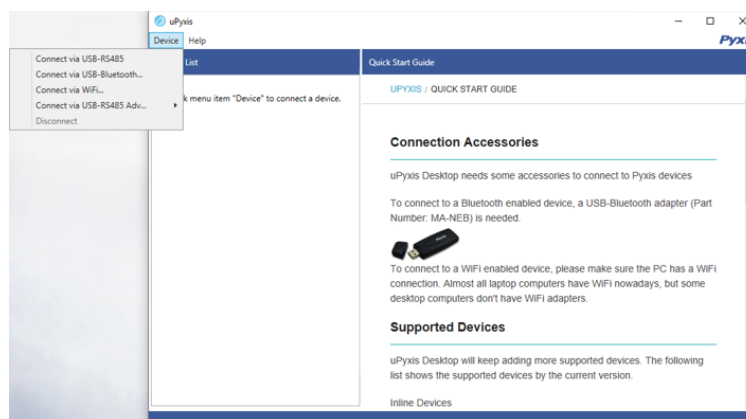 uPyxis
Device Help
Connect via USB-RS485
Connect via USB-Bluetooth...
Connect via WiFi...
Connect via USB-RS485 Adv...
Disconnect
List
menu item "Device" to connect a device.
Quick Start Guide
UPYXIS / QUICK START GUIDE
Connection Accessories
uPyxis Desktop needs some accessories to connect to Pyxis devices
To connect to a Bluetooth enabled device, a USB-Bluetooth adapter (Part
Number: MA-NEB) is needed.
To connect to a WiFi enabled device, please make sure the PC has a WiFi
connection. Almost all laptop computers have WiFi nowadays, but some
desktop computers don't have WiFi adapters.
Supported Devices
uPyxis Desktop will keep adding more supported devices. The following
list shows the supported devices by the current version.
Inline Devices